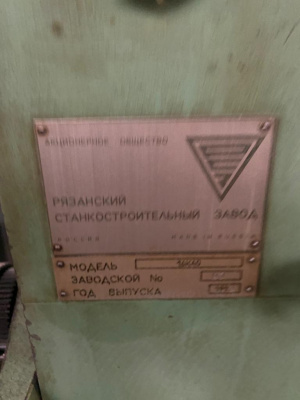 АКЦИОНЕРНОЕ ОБЩЕСТВО
РЯЗАНСКИЙ
СТАНКОСТРОИТЕЛЬНЫЙ ЗАВОД
РОССИЯ MADE IN RUSSIA
МОДЕЛЬ
ЗАВОДСКОЙ No
ГОД ВЫПУСКА